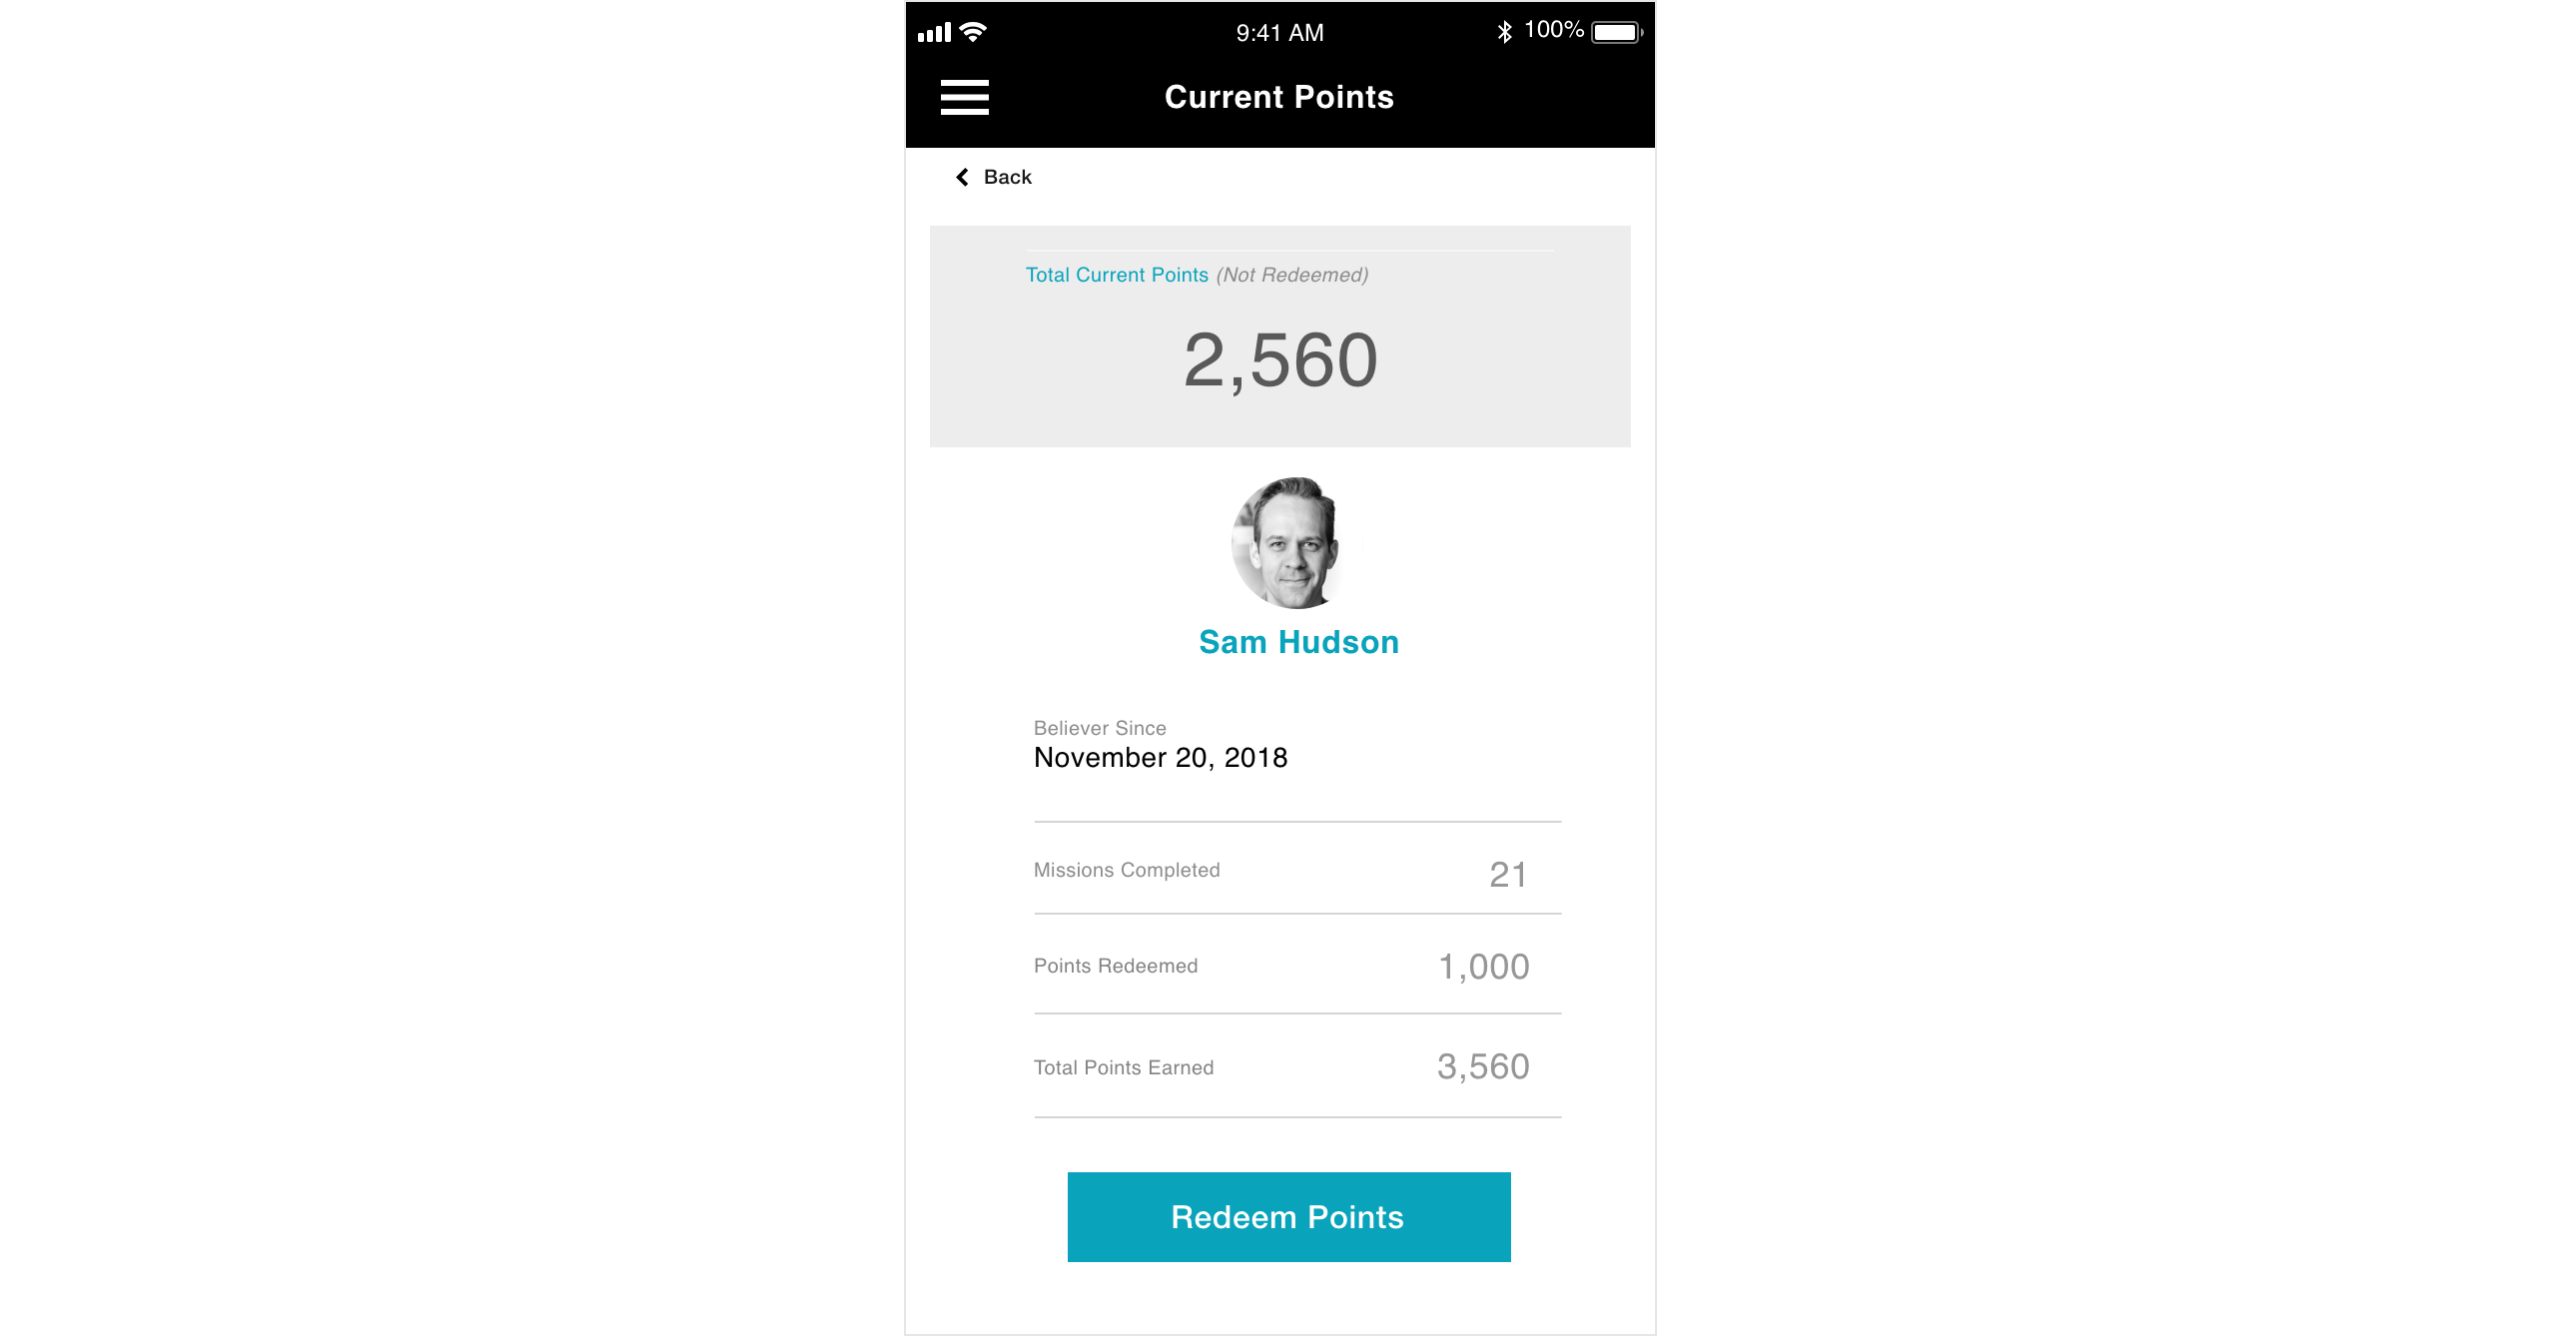 9:41 AM
100%
Current Points
Back
Total Current Points (Not Redeemed)
2,560
Sam Hudson
Believer Since
November 20, 2018
Missions Completed 21
Points Redeemed 1,000
Total Points Earned 3,560
Redeem Points